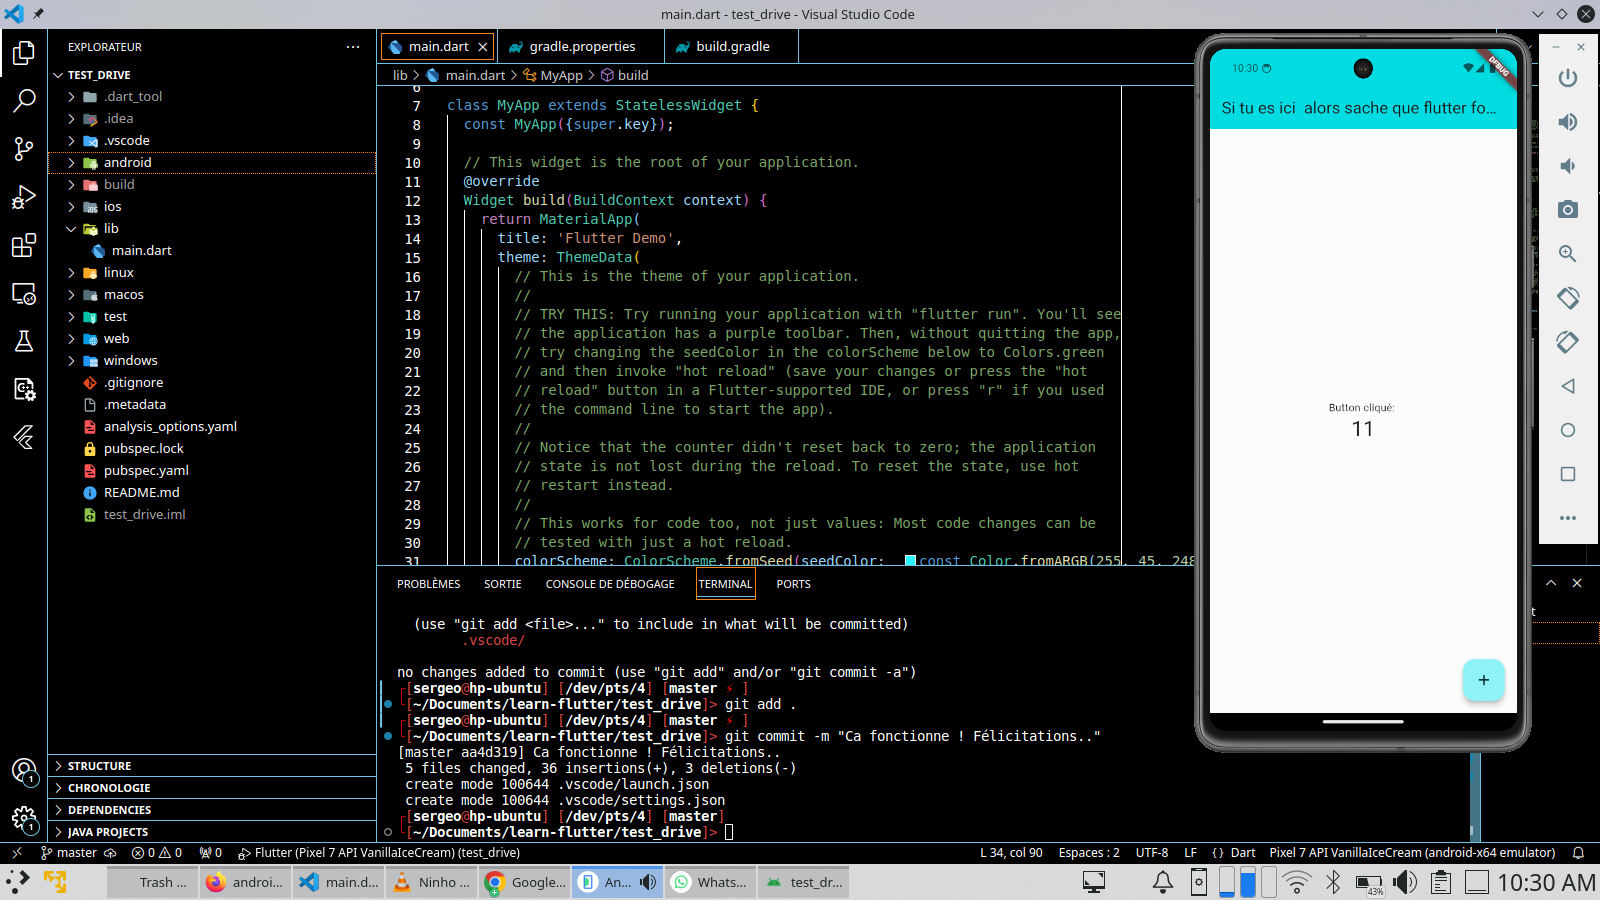 main.dart - test_drive - Visual Studio Code
EXPLORATEUR
TEST_DRIVE
.dart_tool
.idea
.vscode
android
build
ios
lib
main.dart
linux
macos
test
web
windows
.gitignore
.metadata
analysis_options.yaml
pubspec.lock
pubspec.yaml
README.md
test_drive.iml
STRUCTURE
CHRONOLOGIE
DEPENDENCIES
JAVA PROJECTS
1
1
main.dart
gradle.properties
build.gradle
lib > main.dart > MyApp > build
6
7 class MyApp extends StatelessWidget {
8 const MyApp({super.key});
9
10 // This widget is the root of your application.
11 @override
12 Widget build(BuildContext context) {
13 return MaterialApp(
14 title: 'Flutter Demo',
15 theme: ThemeData(
16 // This is the theme of your application.
17 //
18 // TRY THIS: Try running your application with "flutter run". You'll see
19 // the application has a purple toolbar. Then, without quitting the app,
20 // try changing the seedColor in the colorScheme below to Colors.green
21 // and then invoke "hot reload" (save your changes or press the "hot
22 // reload" button in a Flutter-supported IDE, or press "r" if you used
23 // the command line to start the app).
24 //
25 // Notice that the counter didn't reset back to zero; the application
26 // state is not lost during the reload. To reset the state, use hot
27 // restart instead.
28 //
29 // This works for code too, not just values: Most code changes can be
30 // tested with just a hot reload.
31 colorScheme: ColorScheme.fromSeed(seedColor: const Color.fromARGB(255, 45, 248
PROBLÈMES SORTIE CONSOLE DE DÉBOGAGE TERMINAL PORTS
(use "git add <file>..." to include in what will be committed)
.vscode/
no changes added to commit (use "git add" and/or "git commit -a")
[sergeo@hp-ubuntu] [/dev/pts/4] [master ⚡ ]
[~/Documents/learn-flutter/test_drive]> git add .
[sergeo@hp-ubuntu] [/dev/pts/4] [master ⚡ ]
[~/Documents/learn-flutter/test_drive]> git commit -m "Ca fonctionne ! Félicitations.."
[master aa4d319] Ca fonctionne ! Félicitations..
5 files changed, 36 insertions(+), 3 deletions(-)
create mode 100644 .vscode/launch.json
create mode 100644 .vscode/settings.json
[sergeo@hp-ubuntu] [/dev/pts/4] [master]
[~/Documents/learn-flutter/test_drive]>
10:30
DEBUG
Si tu es ici alors sache que flutter fo...
Button cliqué:
11
+
master 0 0 0 Flutter (Pixel 7 API VanillaIceCream) (test_drive)
L 34, col 90 Espaces : 2 UTF-8 LF {} Dart Pixel 7 API VanillaIceCream (android-x64 emulator)
Trash ... androi... main.d... Ninho ... Google... An... Whats... test_dr...
43%
10:30 AM